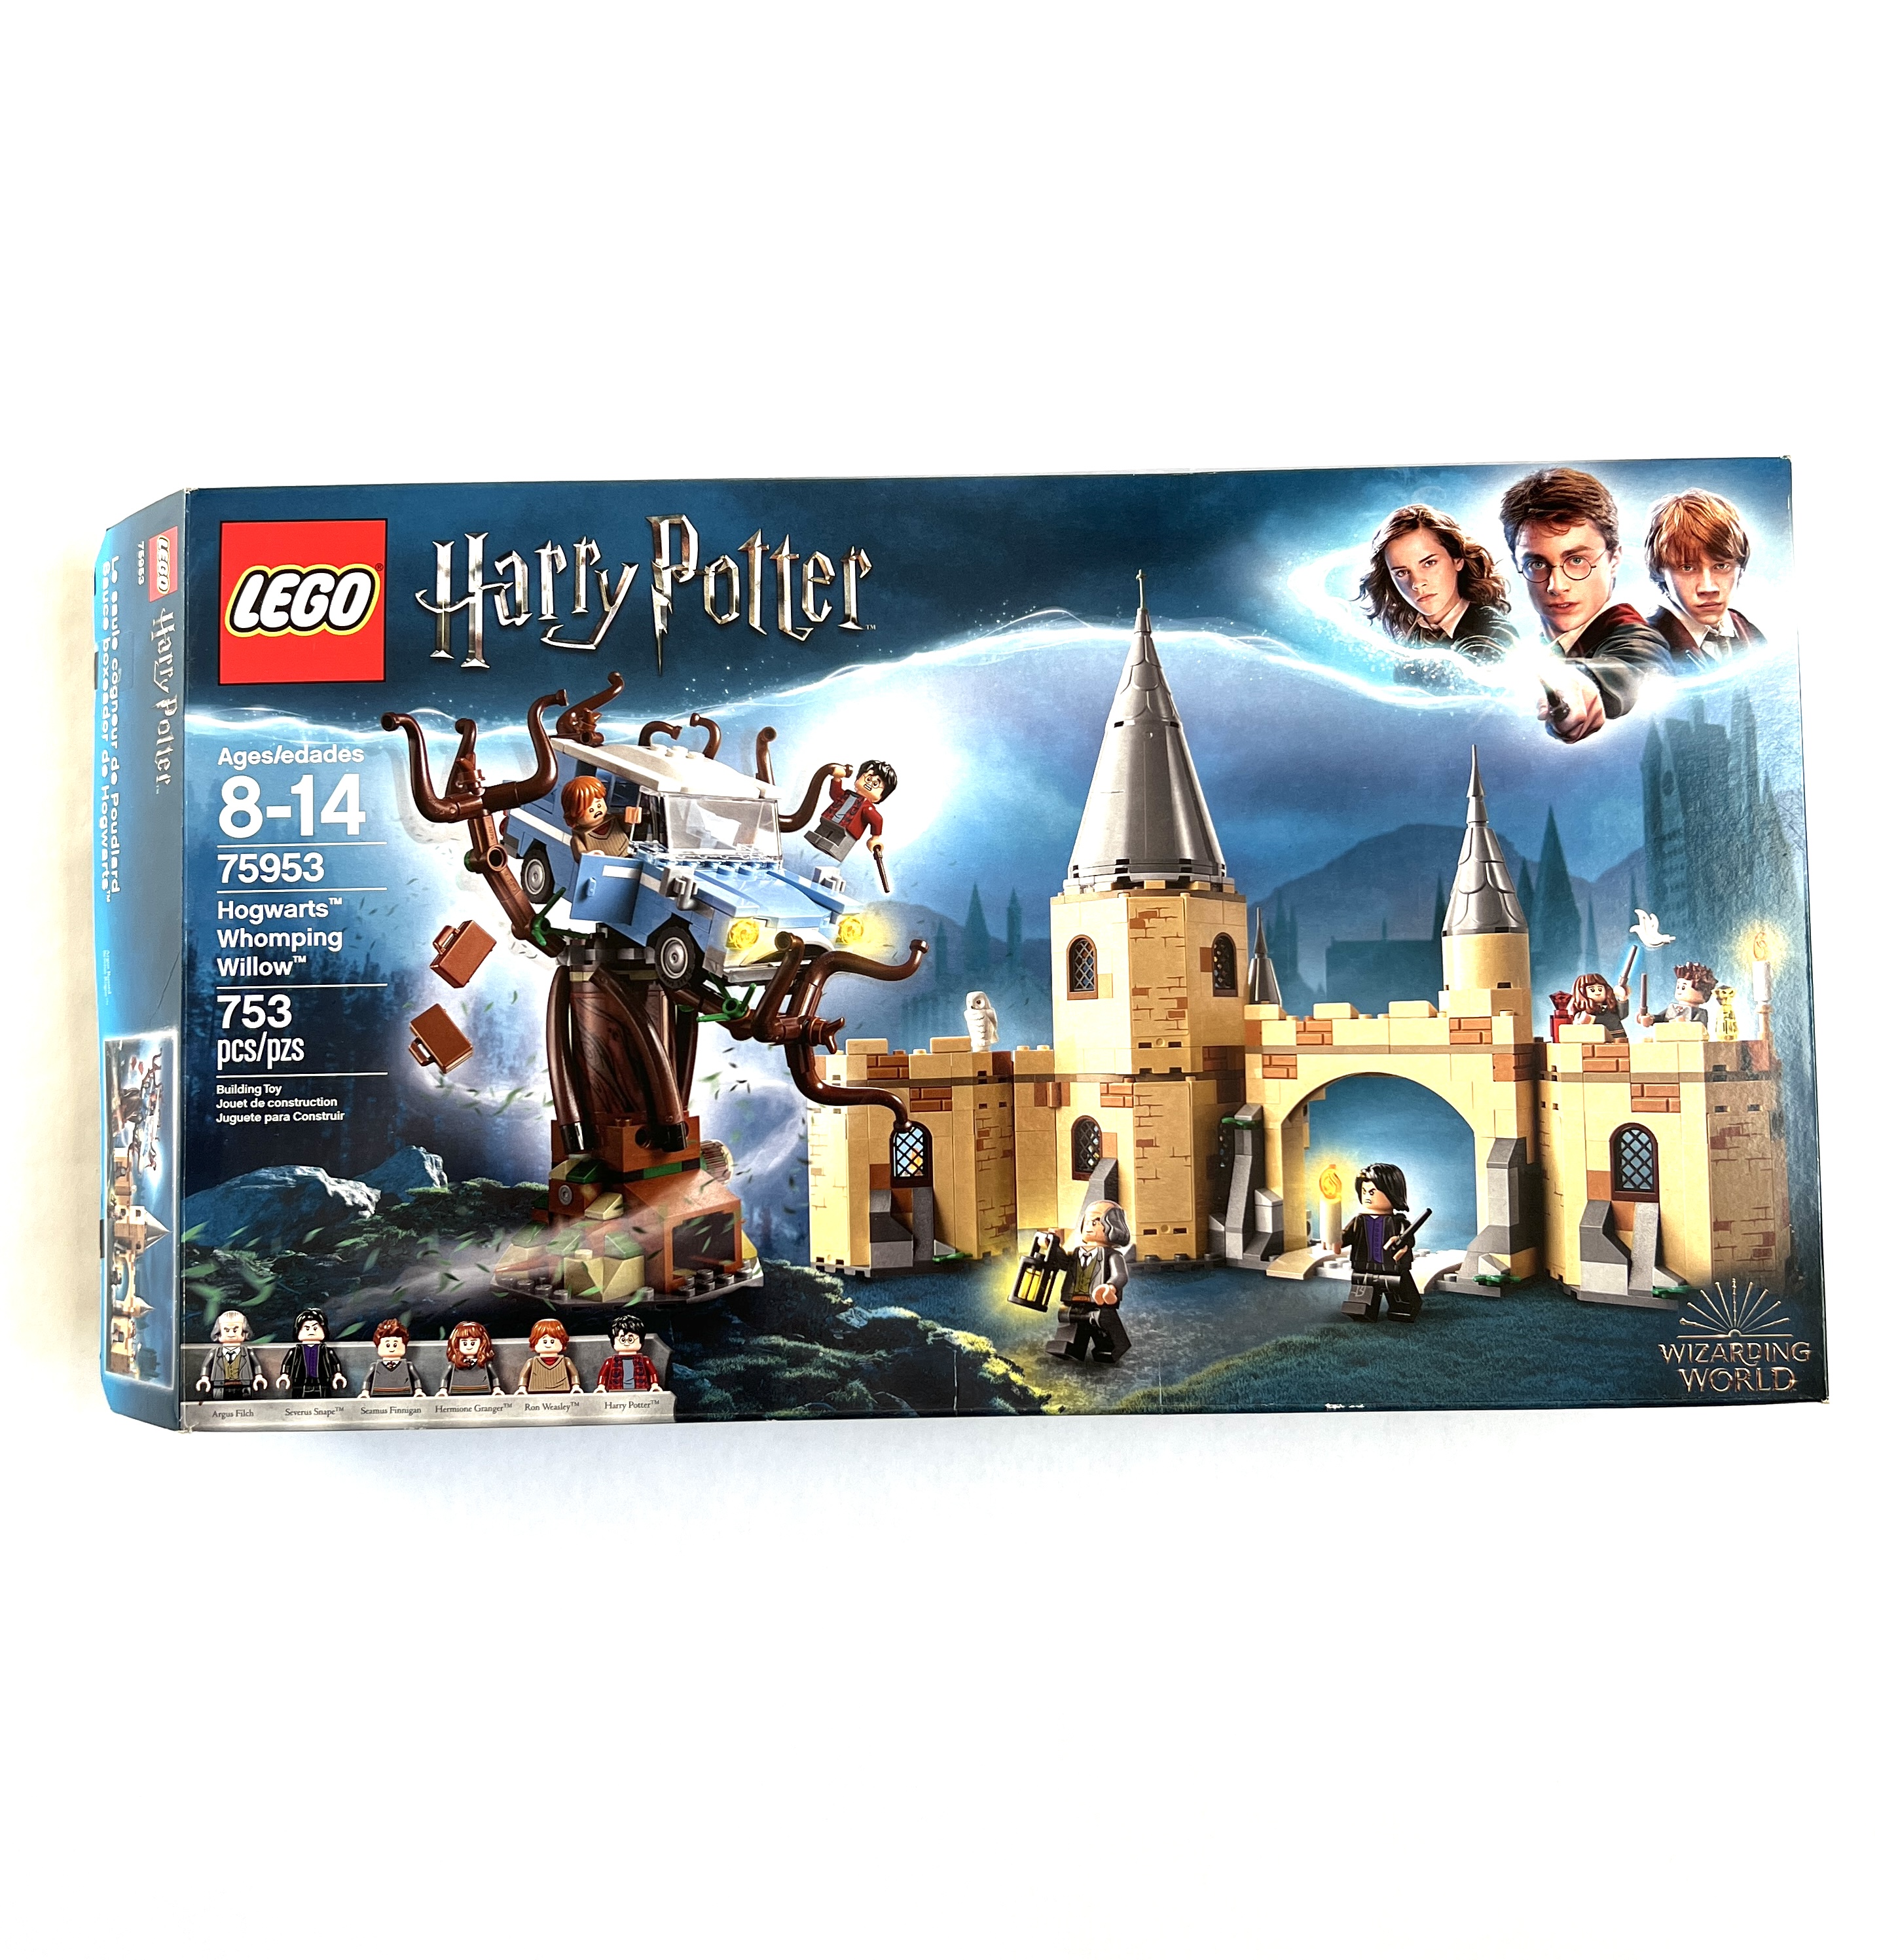 LEGO®
Harry Potter™
Ages/edades
8-14
75953
Hogwarts™
Whomping
Willow™
753
pcs/pzs
Building Toy
Jouet de construction
Juguete para Construir
Argus Filch
Severus Snape™
Seamus Finnigan
Hermione Granger™
Ron Weasley™
Harry Potter™
WIZARDING
WORLD
LEGO
75953
Harry Potter™
Le saule cogneur de Poudlard
Sauce boxeador de Hogwarts™